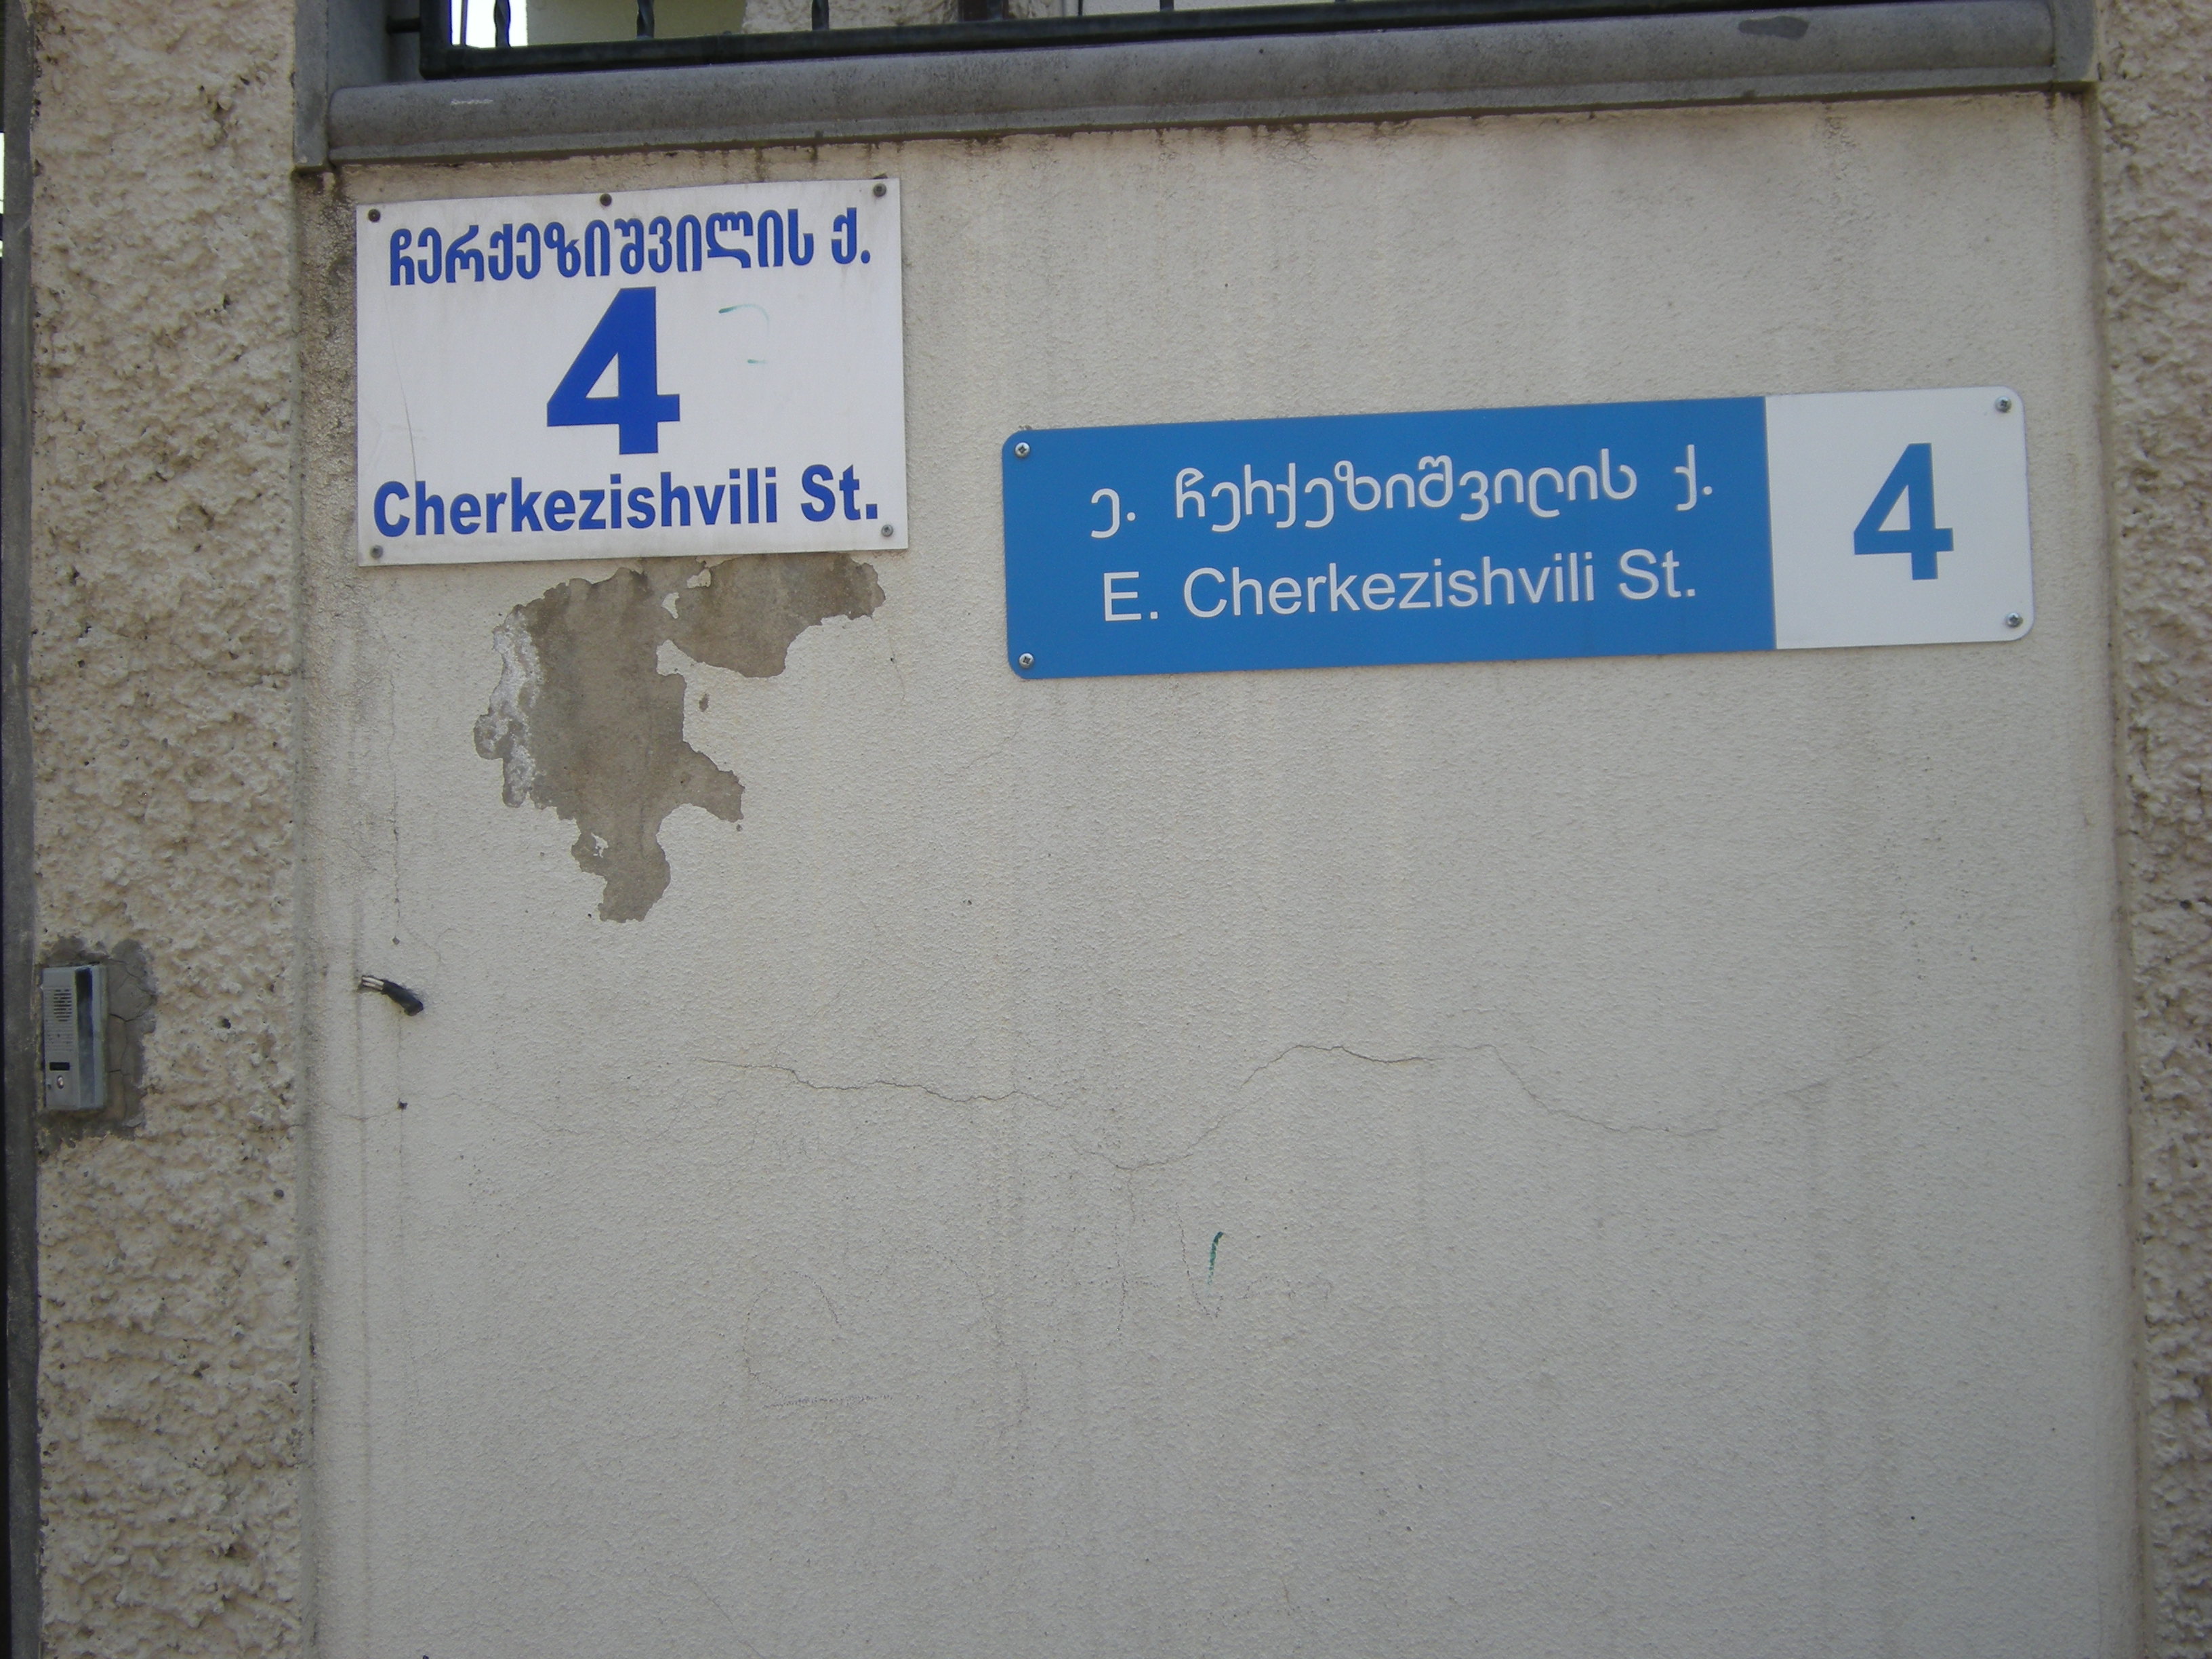 ჩერქეზიშვილის ქ.
4
Cherkezishvili St.
ე. ჩერქეზიშვილის ქ.
E. Cherkezishvili St.
4